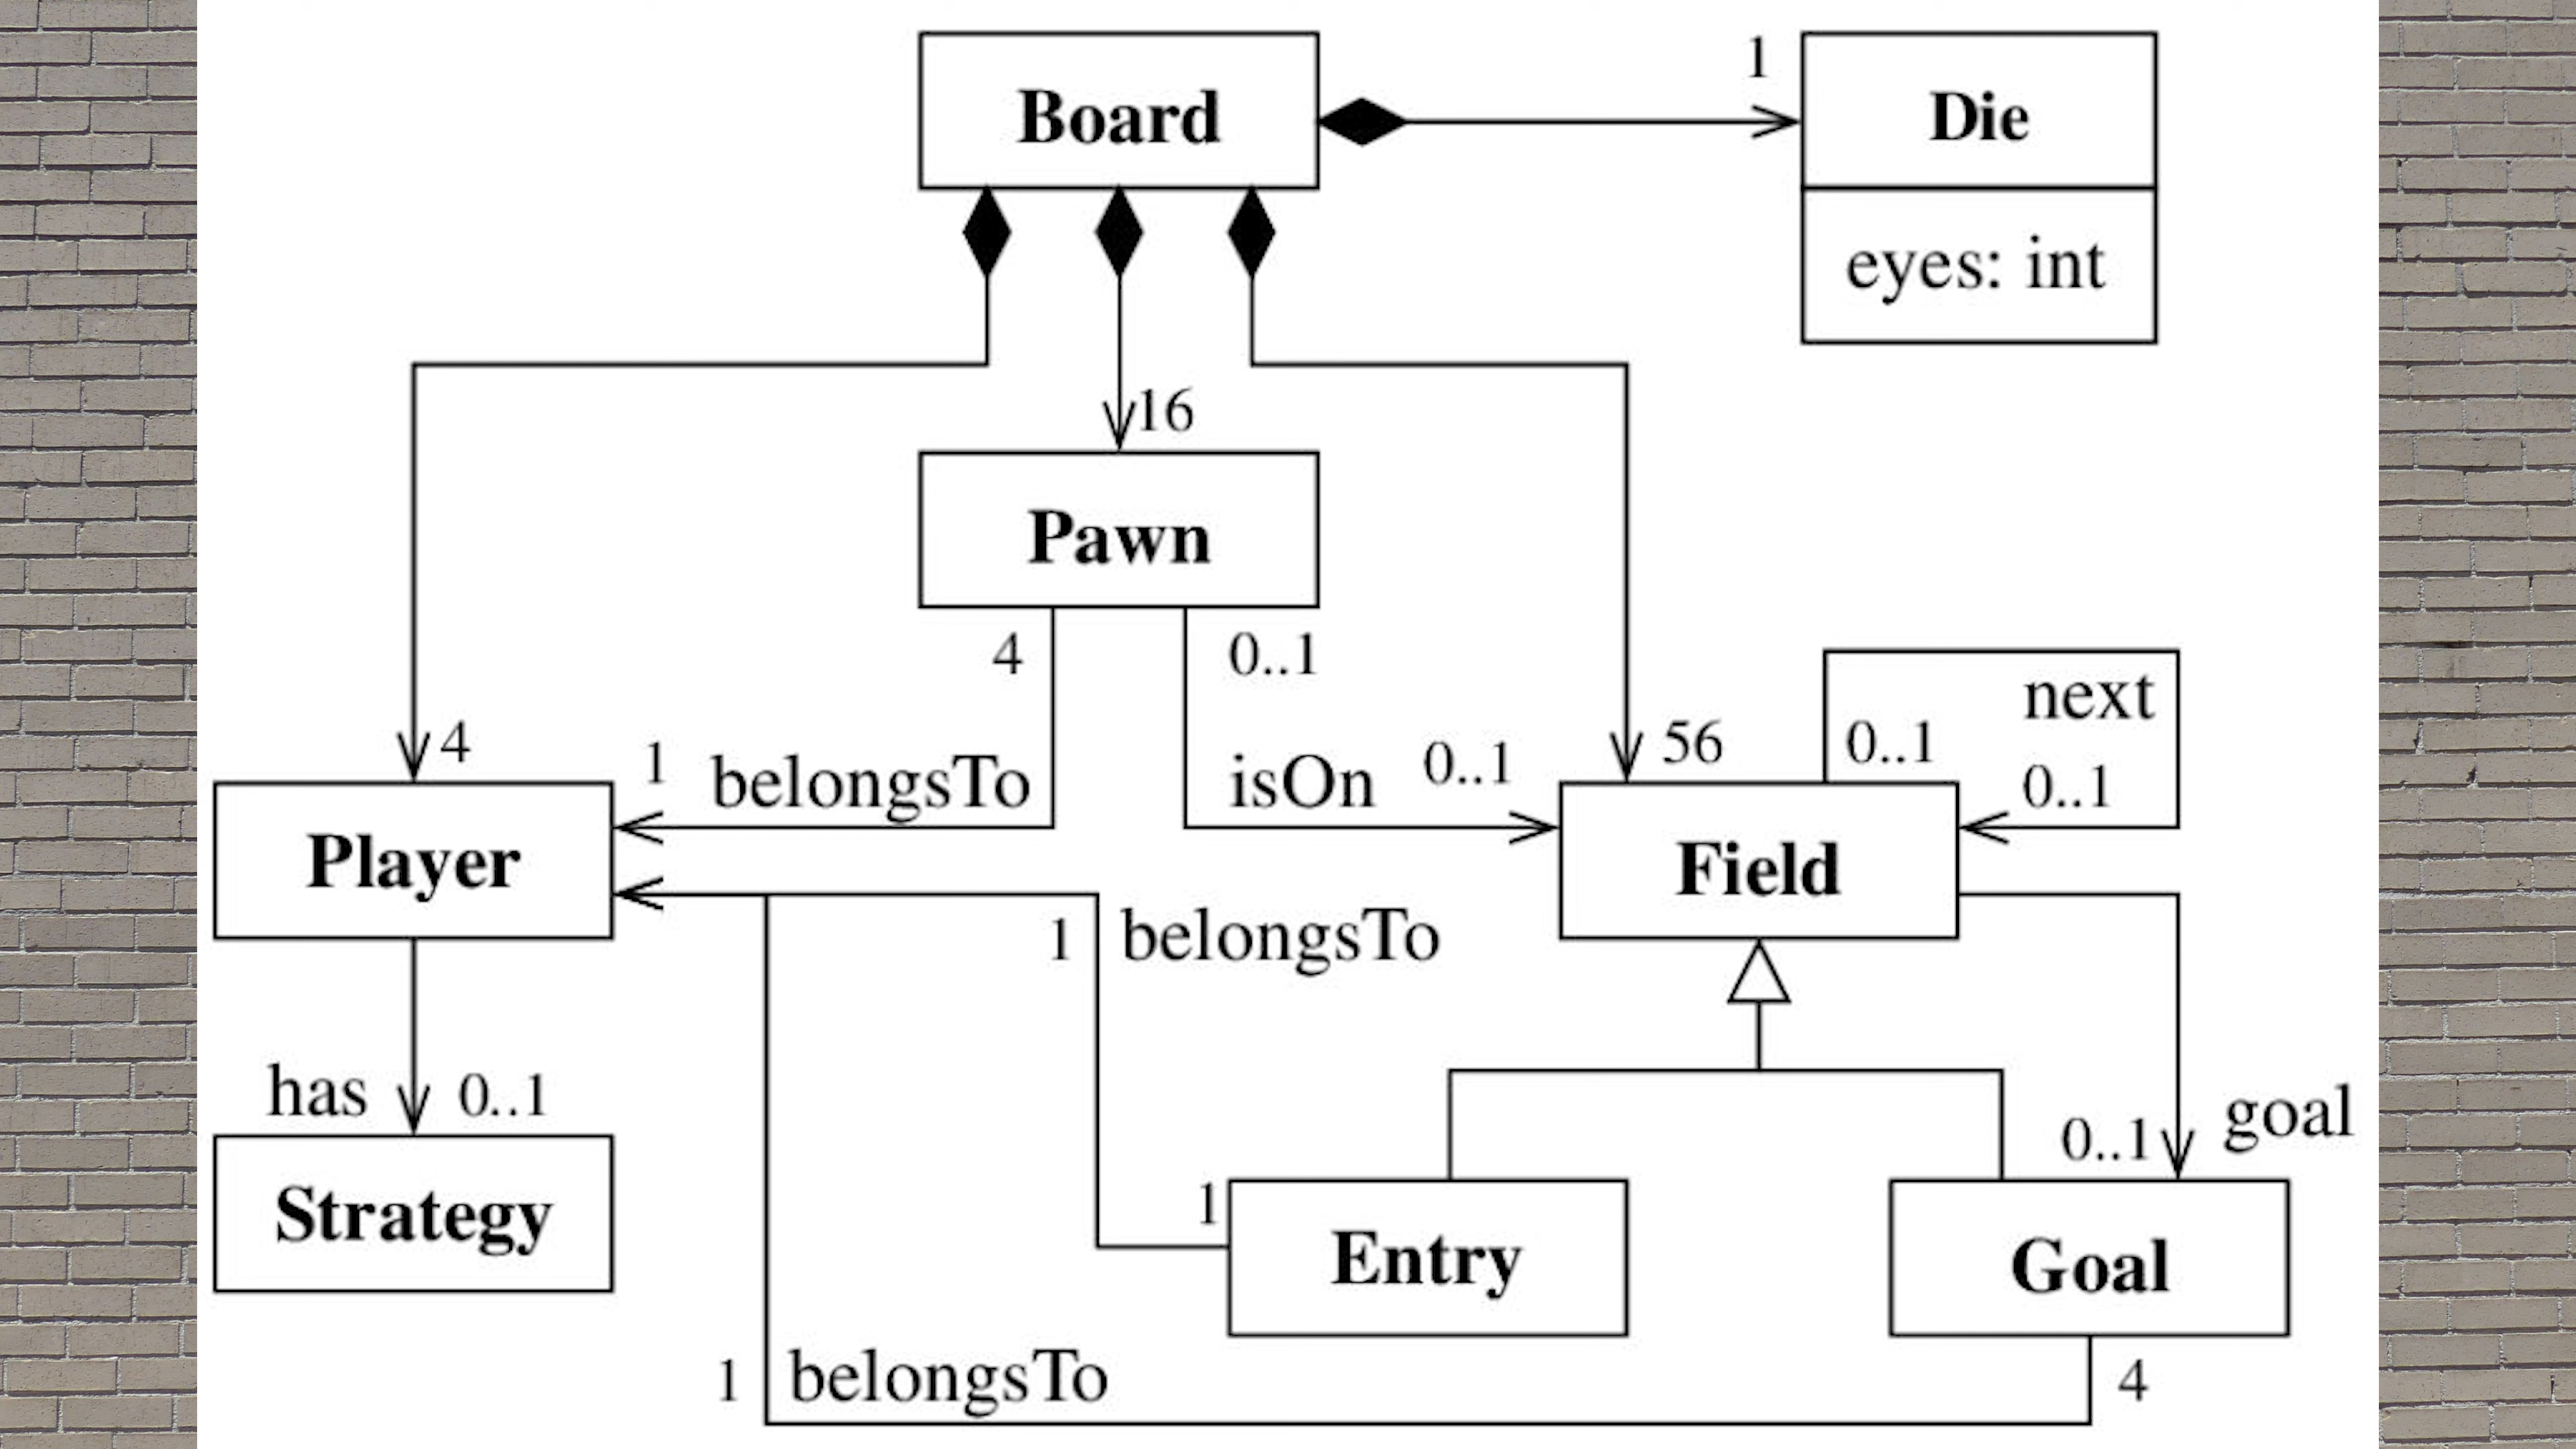 Board
1
Die
eyes: int
16
Pawn
4
0..1
next
4
1
belongsTo
isOn
0..1
56
0..1
0..1
Player
Field
1
belongsTo
has
0..1
0..1
goal
Strategy
1
Entry
Goal
1
belongsTo
4